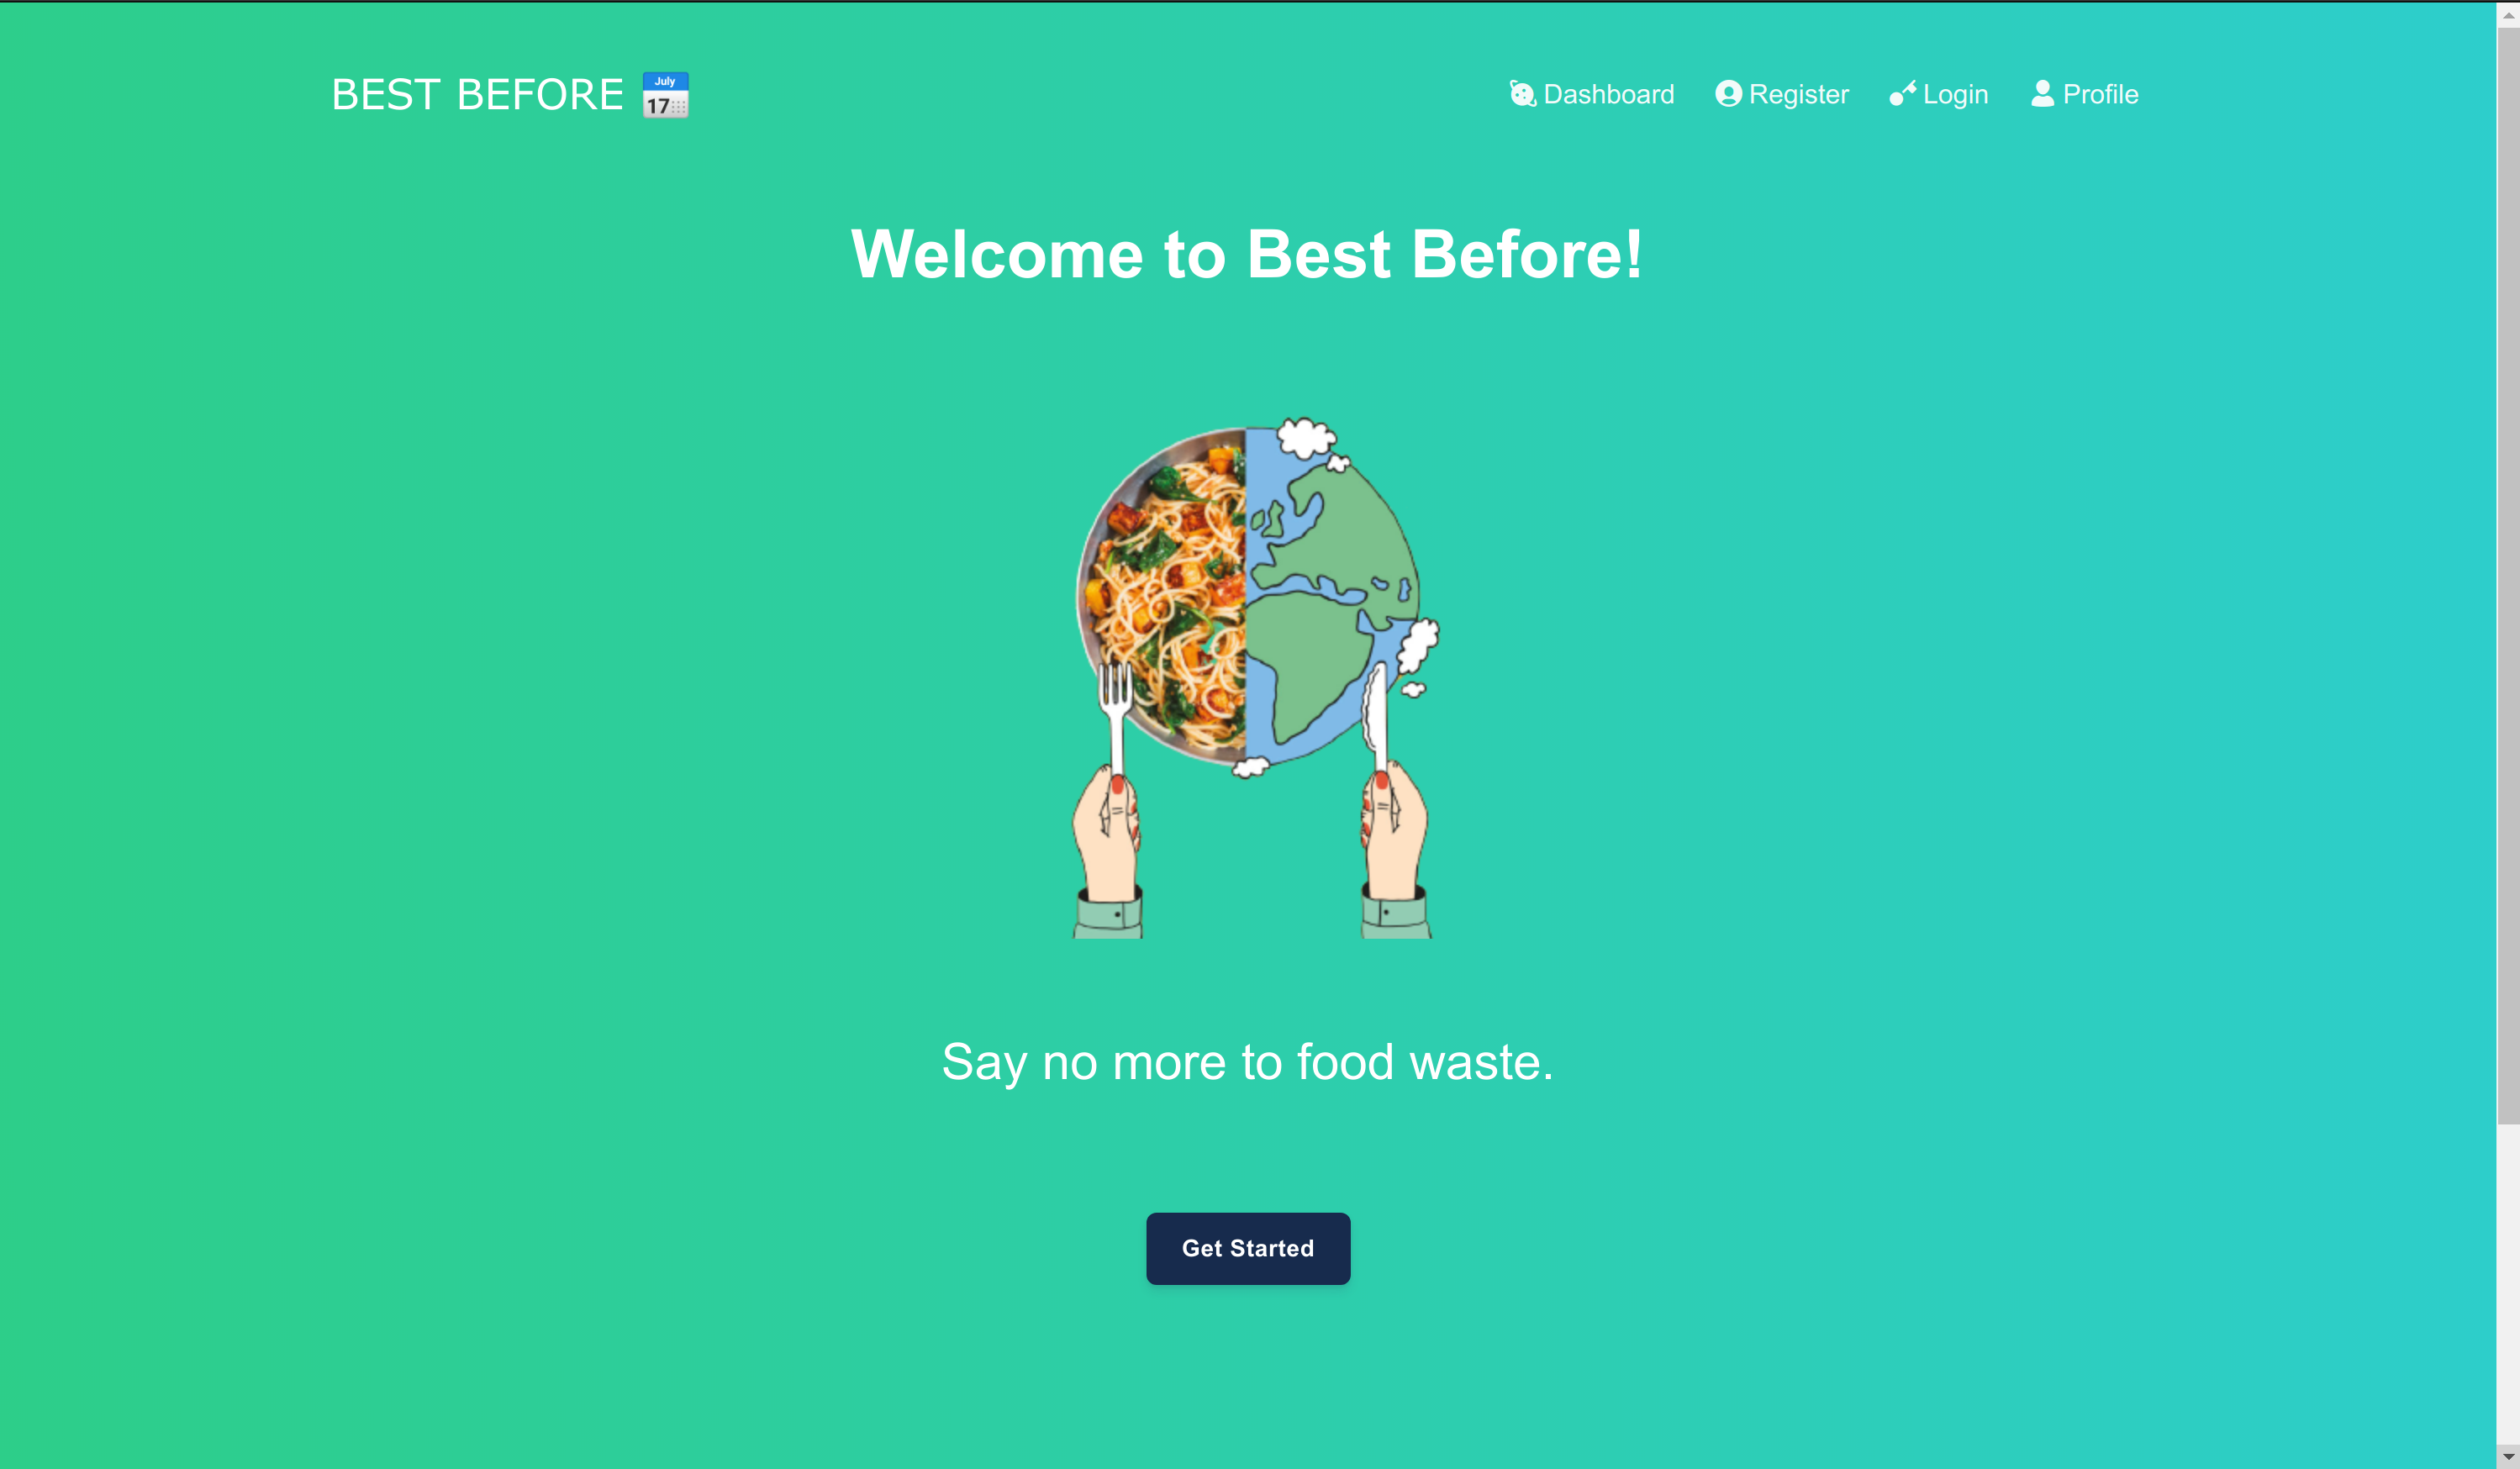 BEST BEFORE July 17
Dashboard Register Login Profile
Welcome to Best Before!
Say no more to food waste.
Get Started